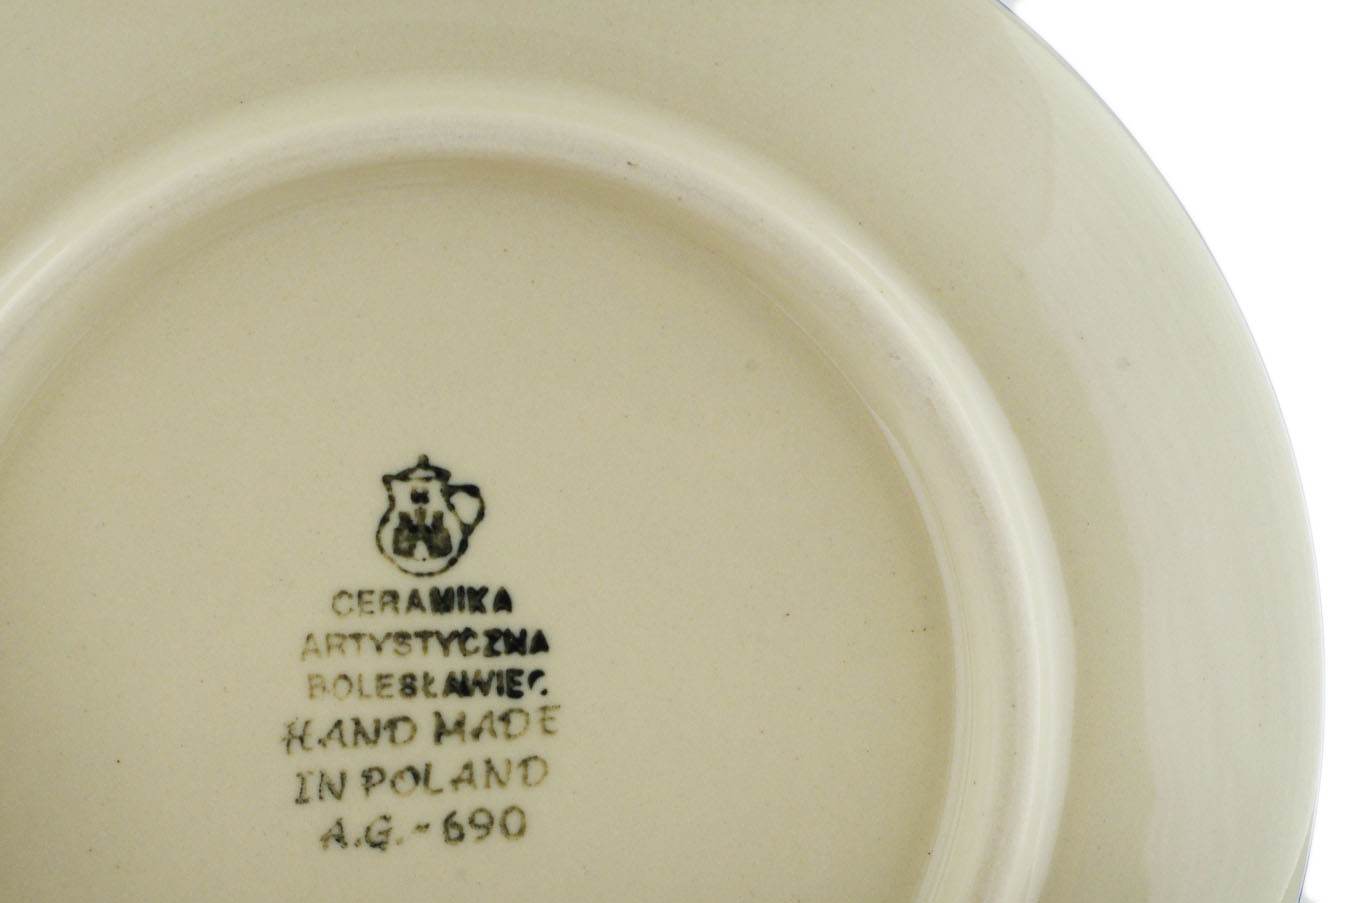 CERAMIKA
ARTYSTYCZNA
BOLESŁAWIEC
HAND MADE
IN POLAND
A.G.-690